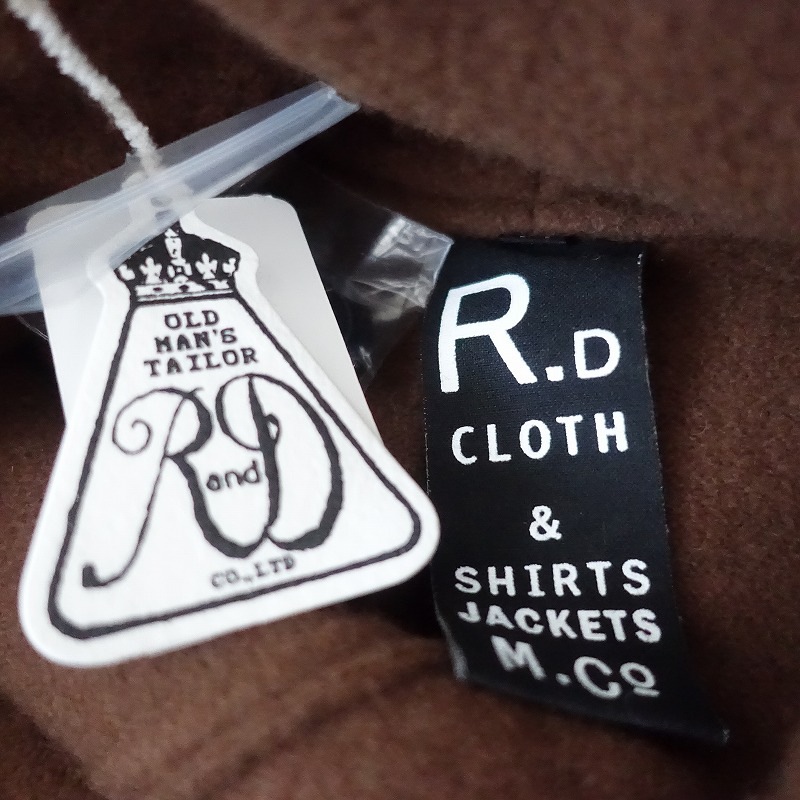 OLD
MAN'S
TAILOR
R and D
CO.,LTD
R.D
CLOTH
&
SHIRTS
JACKETS
M.Co